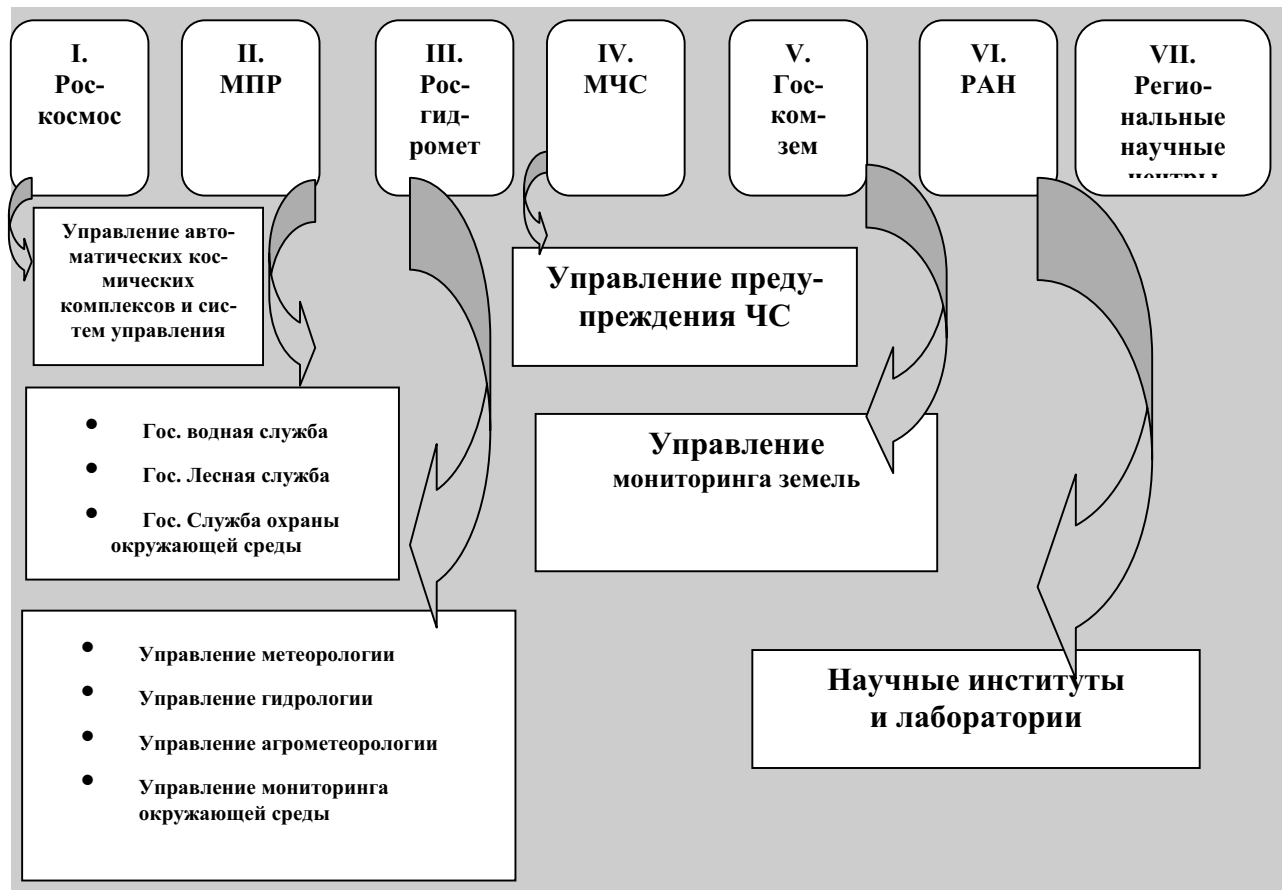 I.
Рос-
космос
II.
МПР
III.
Рос-
гид-
ромет
IV.
МЧС
V.
Гос-
ком-
зем
VI.
РАН
VII.
Регио-
нальные
научные
центры
Управление авто-
матических кос-
мических
комплексов и сис-
тем управления
Управление преду-
преждения ЧС
• Гос. водная служба
• Гос. Лесная служба
• Гос. Служба охраны
окружающей среды
Управление
мониторинга земель
• Управление метеорологии
• Управление гидрологии
• Управление агрометеорологии
• Управление мониторинга
окружающей среды
Научные институты
и лаборатории